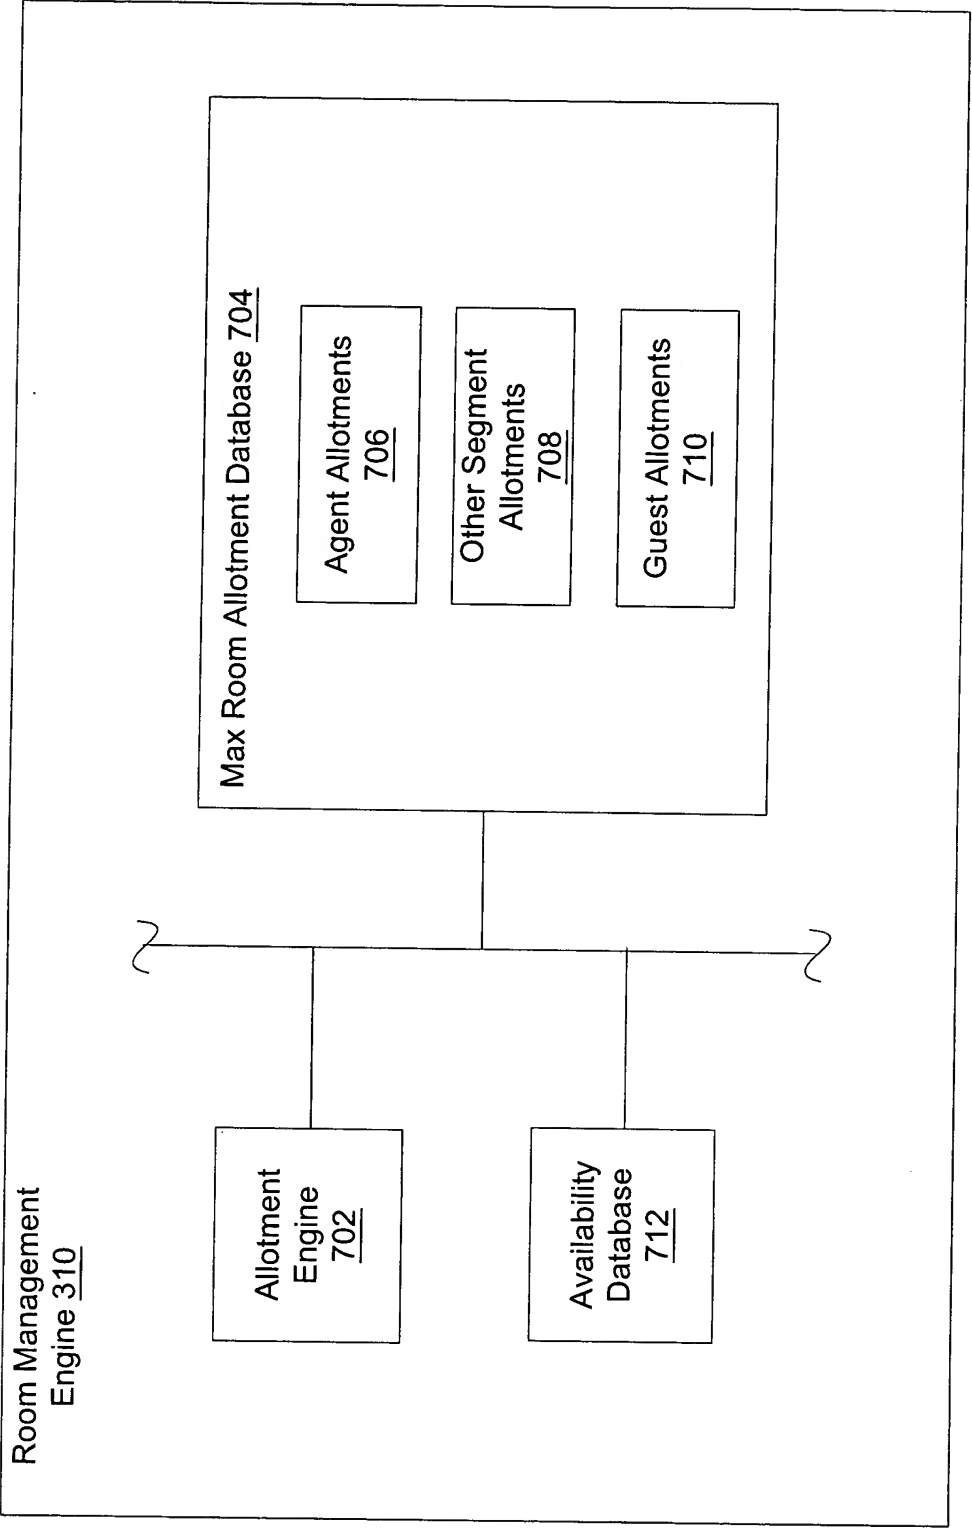 Room Management
Engine 310
Allotment
Engine
702
Availability
Database
712
Max Room Allotment Database 704
Agent Allotments
706
Other Segment
Allotments
708
Guest Allotments
710